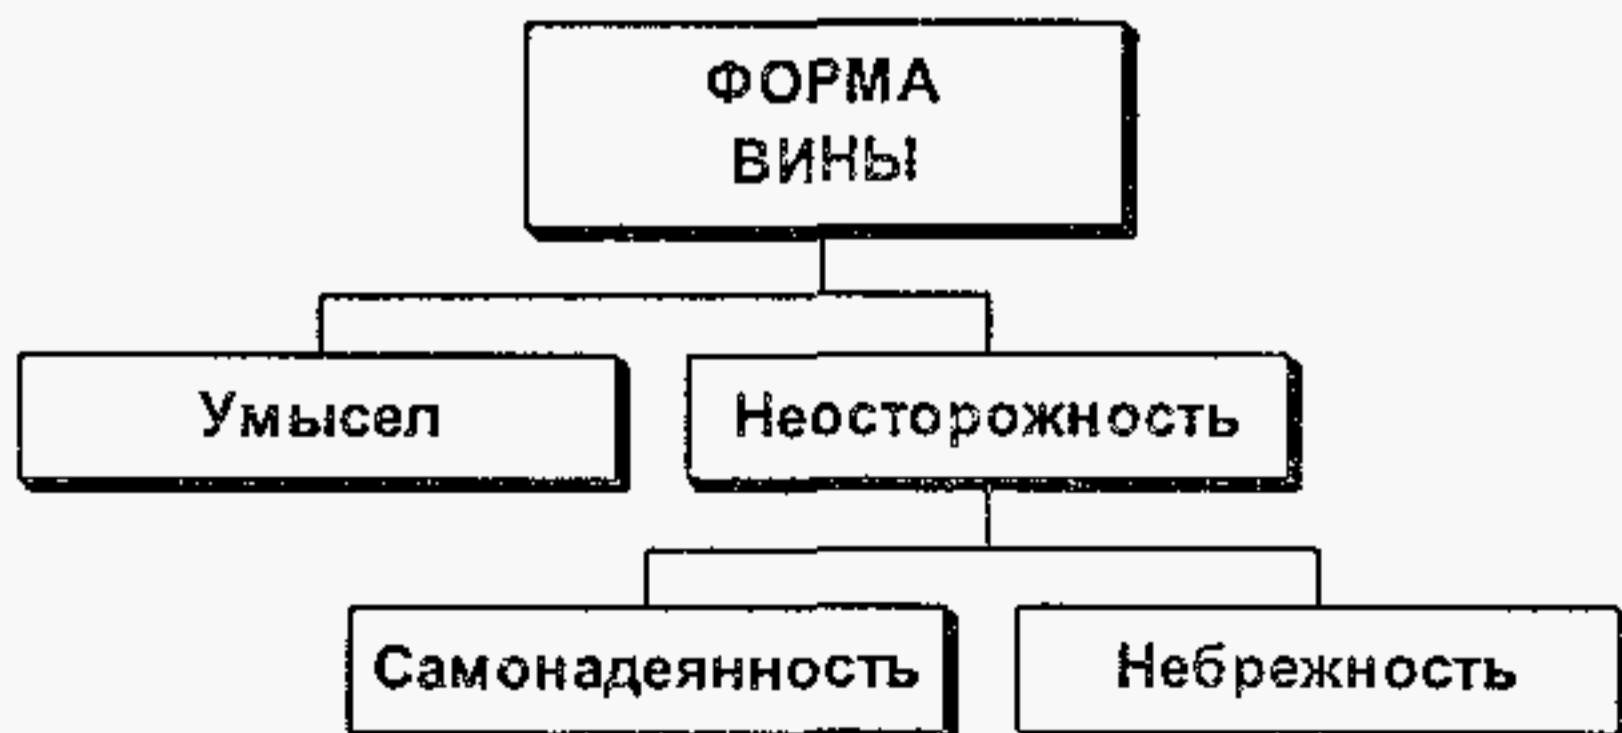 ФОРМА
ВИНЫ
Умысел
Неосторожность
Самонадеянность
Небрежность